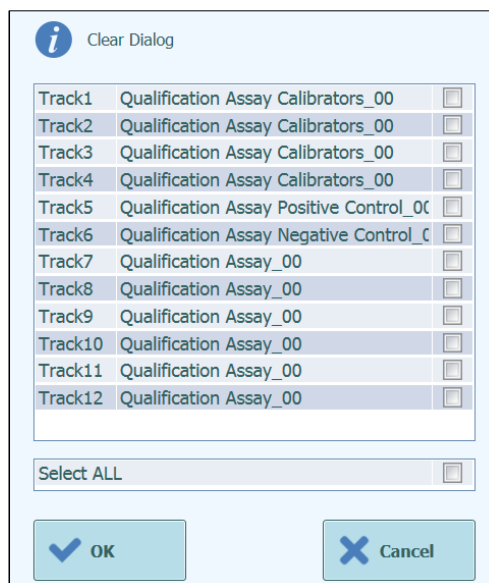 Clear Dialog
Track1 Qualification Assay Calibrators_00
Track2 Qualification Assay Calibrators_00
Track3 Qualification Assay Calibrators_00
Track4 Qualification Assay Calibrators_00
Track5 Qualification Assay Positive Control_00
Track6 Qualification Assay Negative Control_0
Track7 Qualification Assay_00
Track8 Qualification Assay_00
Track9 Qualification Assay_00
Track10 Qualification Assay_00
Track11 Qualification Assay_00
Track12 Qualification Assay_00
Select ALL
OK Cancel